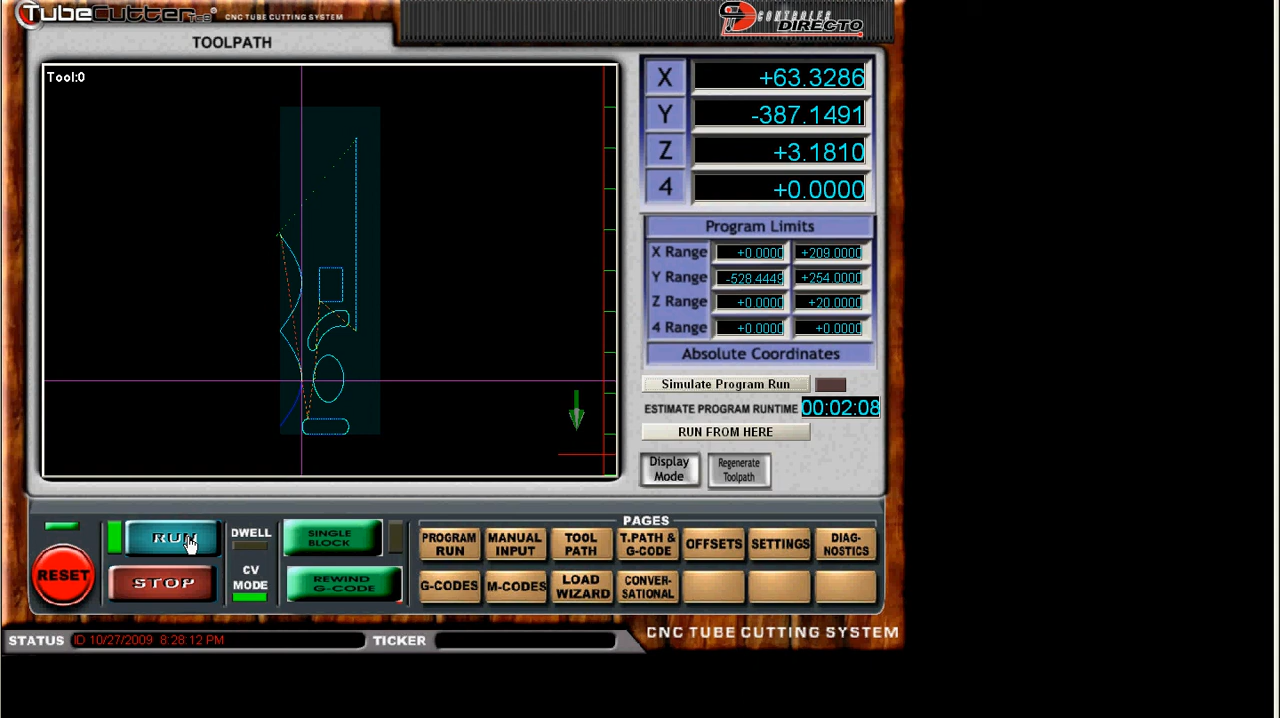 TubeCutter CNC TUBE CUTTING SYSTEM
CONTROLES
DIRECTO
TOOLPATH
Tool:0
X +63.3286
Y -387.1491
Z +3.1810
4 +0.0000
Program Limits
X Range +0.0000 +209.0000
Y Range -528.4449 +254.0000
Z Range +0.0000 +20.0000
4 Range +0.0000 +0.0000
Absolute Coordinates
Simulate Program Run
ESTIMATE PROGRAM RUNTIME 00:02:08
RUN FROM HERE
Display
Mode
Regenerate
Toolpath
RESET
RUN
STOP
DWELL
CV
MODE
SINGLE
BLOCK
REWIND
G-CODE
PAGES
PROGRAM
RUN
MANUAL
INPUT
TOOL
PATH
T.PATH &
G-CODE
OFFSETS
SETTINGS
DIAG-
NOSTICS
G-CODES
M-CODES
LOAD
WIZARD
CONVER-
SATIONAL
STATUS ID 10/27/2009 8:28:12 PM
TICKER
CNC TUBE CUTTING SYSTEM